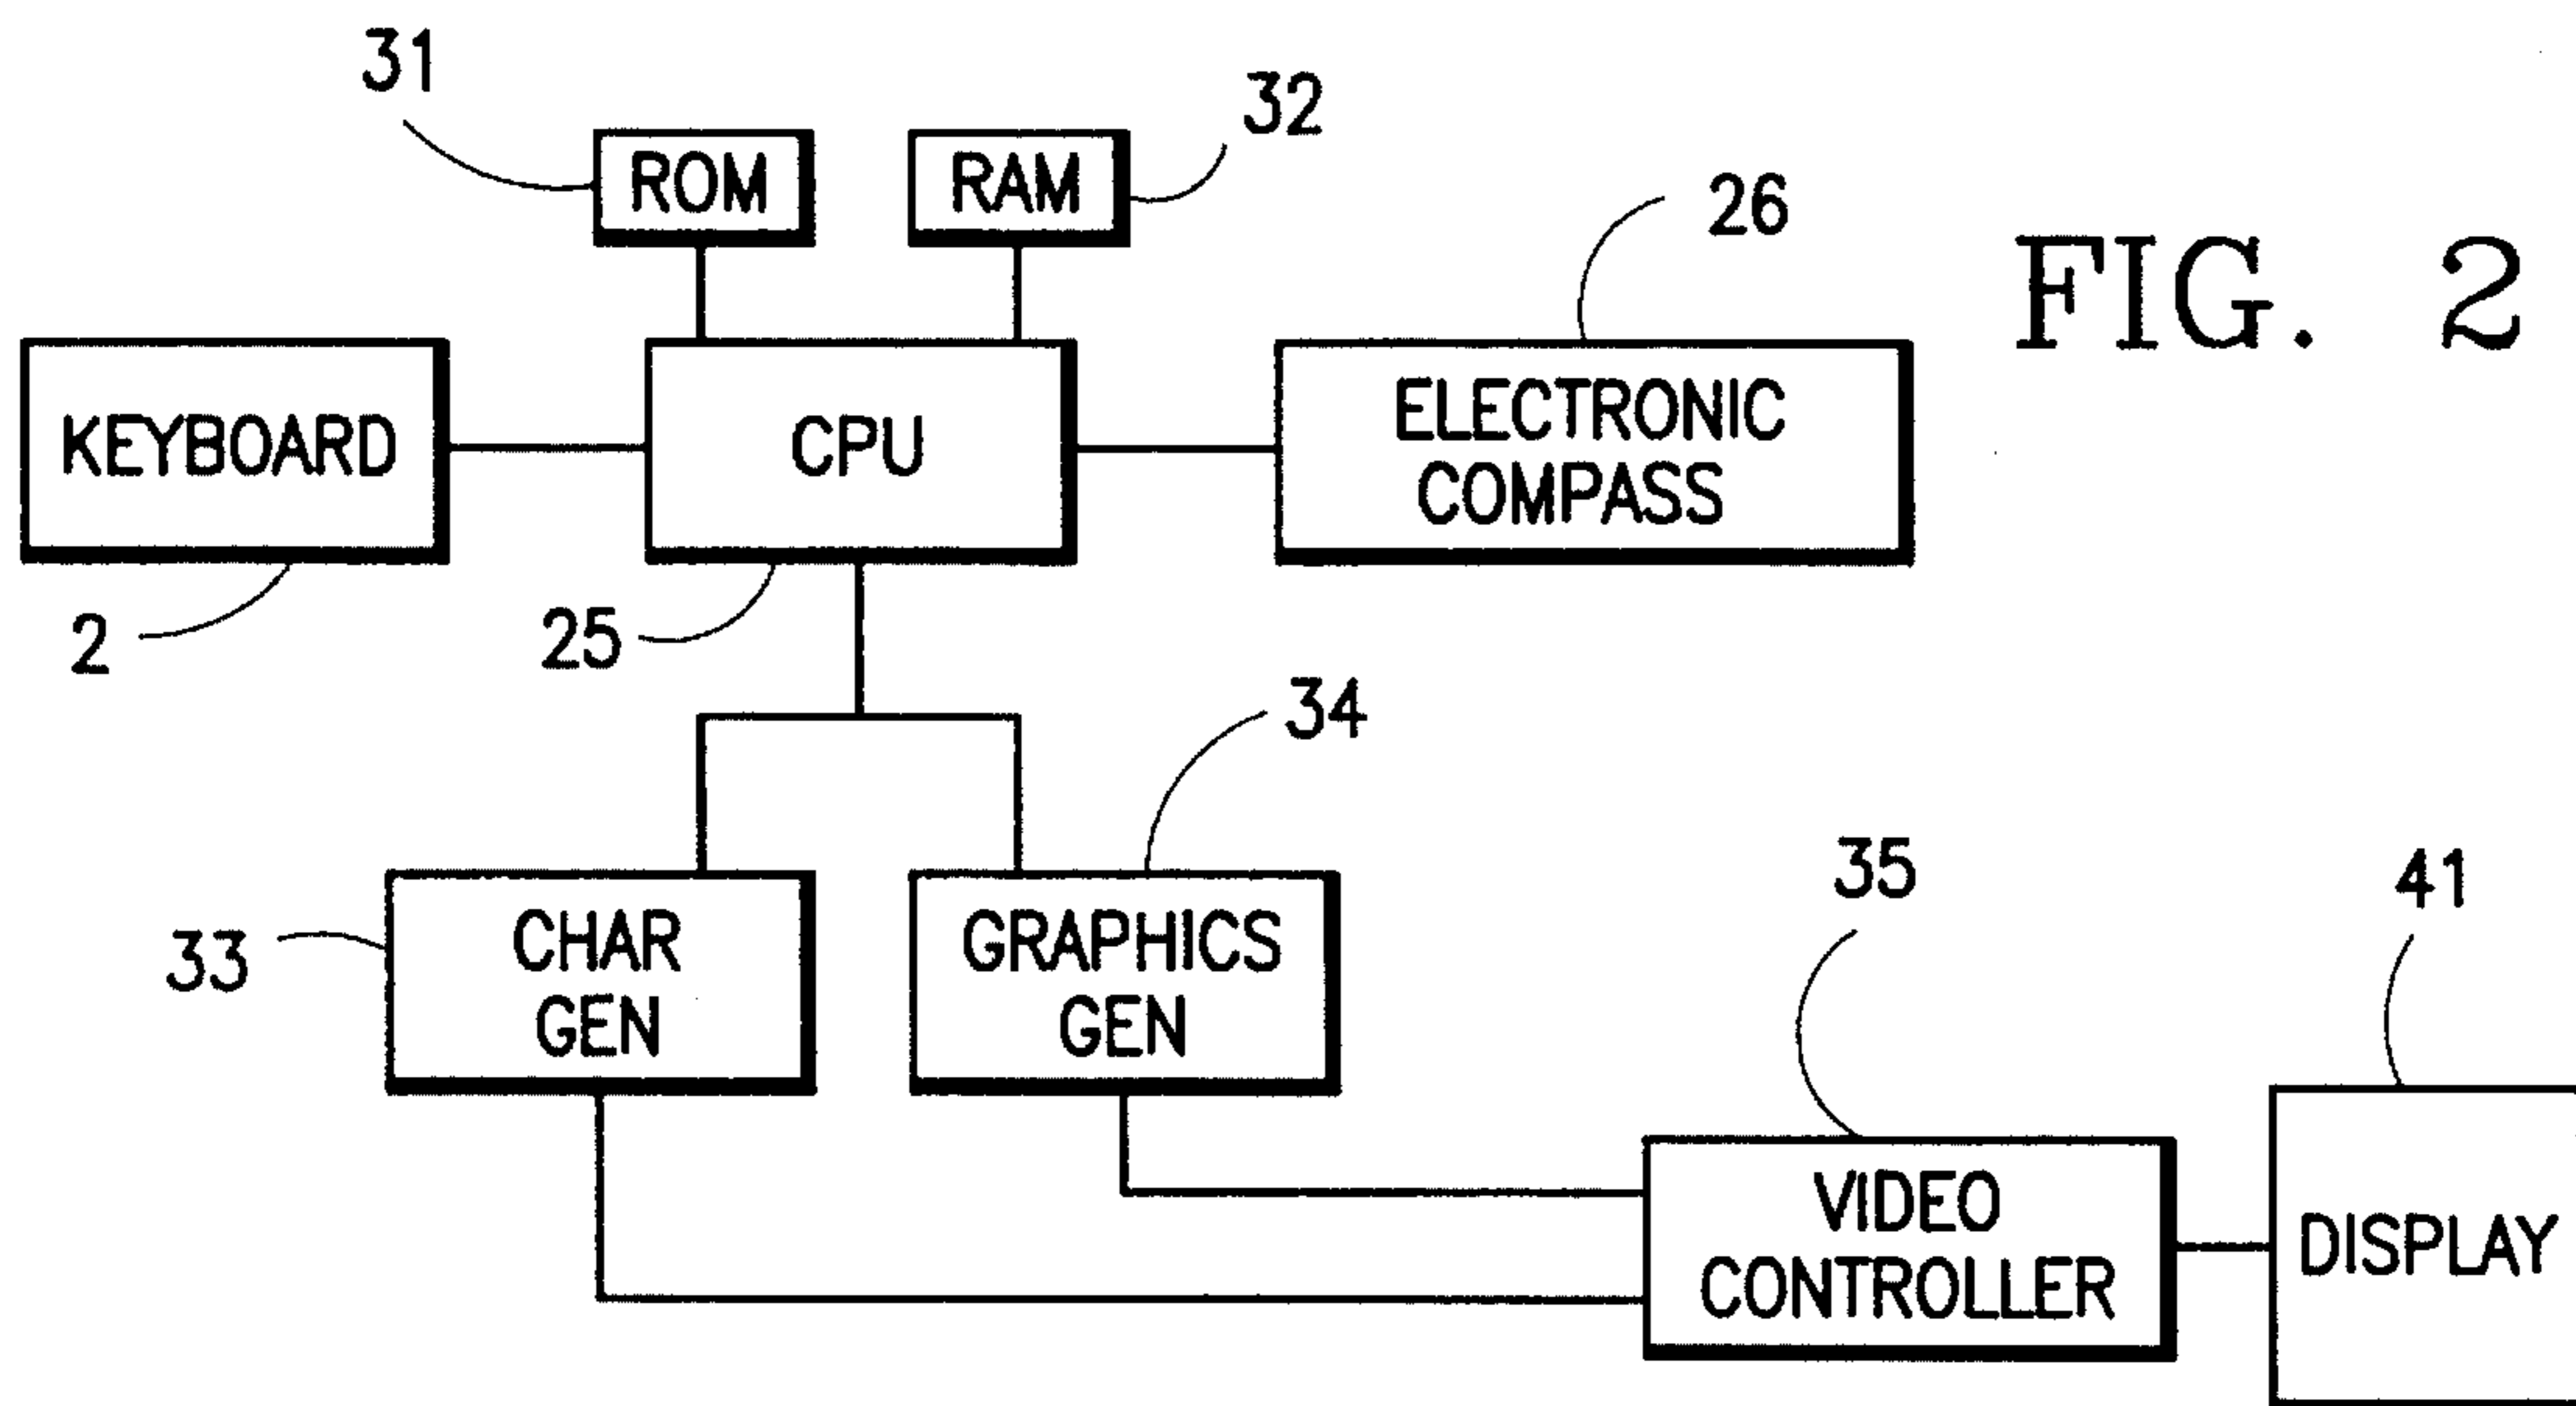 31
32
ROM
RAM
26
FIG. 2
KEYBOARD
CPU
ELECTRONIC
COMPASS
2
25
34
33
CHAR
GEN
GRAPHICS
GEN
35
41
VIDEO
CONTROLLER
DISPLAY